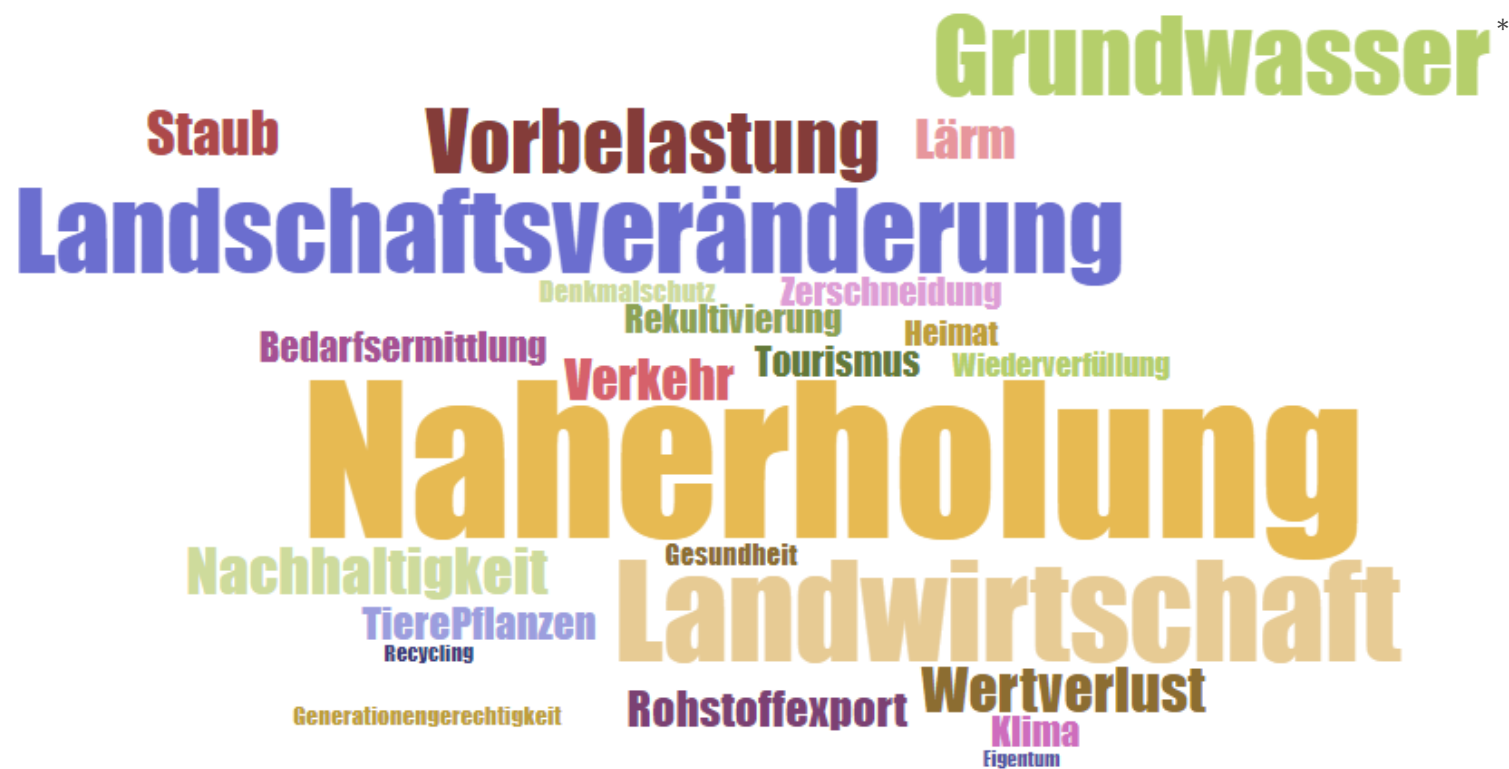 Grundwasser*
Staub Vorbelastung Lärm
Landschaftsveränderung
Denkmalschutz Zerschneidung
Rekultivierung Heimat
Bedarfsermittlung Verkehr Tourismus Wiederverfüllung
Naherholung
Nachhaltigkeit Gesundheit
Landwirtschaft
TierePflanzen
Recycling
Generationengerechtigkeit Rohstoffexport Wertverlust
Klima
Eigentum